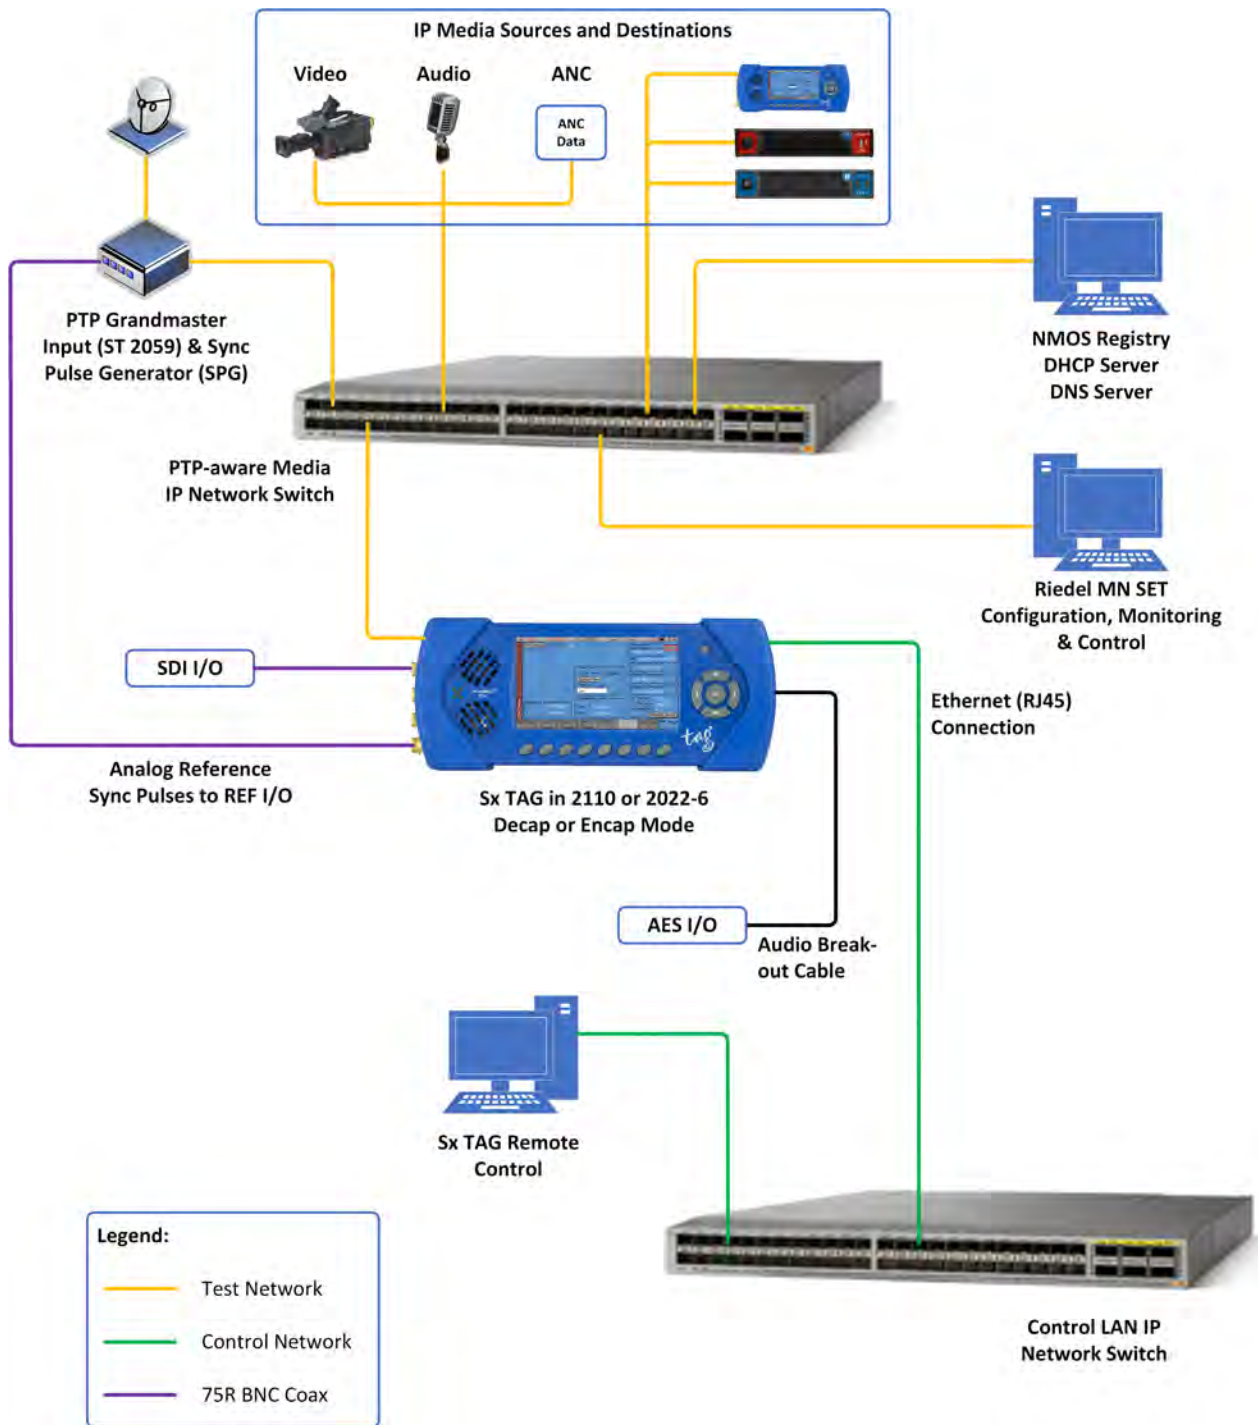 IP Media Sources and Destinations
Video
Audio
ANC
ANC
Data
PTP Grandmaster
Input (ST 2059) & Sync
Pulse Generator (SPG)
NMOS Registry
DHCP Server
DNS Server
PTP-aware Media
IP Network Switch
Riedel MN SET
Configuration, Monitoring
& Control
SDI I/O
tag
Ethernet (RJ45)
Connection
Analog Reference
Sync Pulses to REF I/O
Sx TAG in 2110 or 2022-6
Decap or Encap Mode
AES I/O
Audio Break-
out Cable
Sx TAG Remote
Control
Legend:
Test Network
Control Network
75R BNC Coax
Control LAN IP
Network Switch